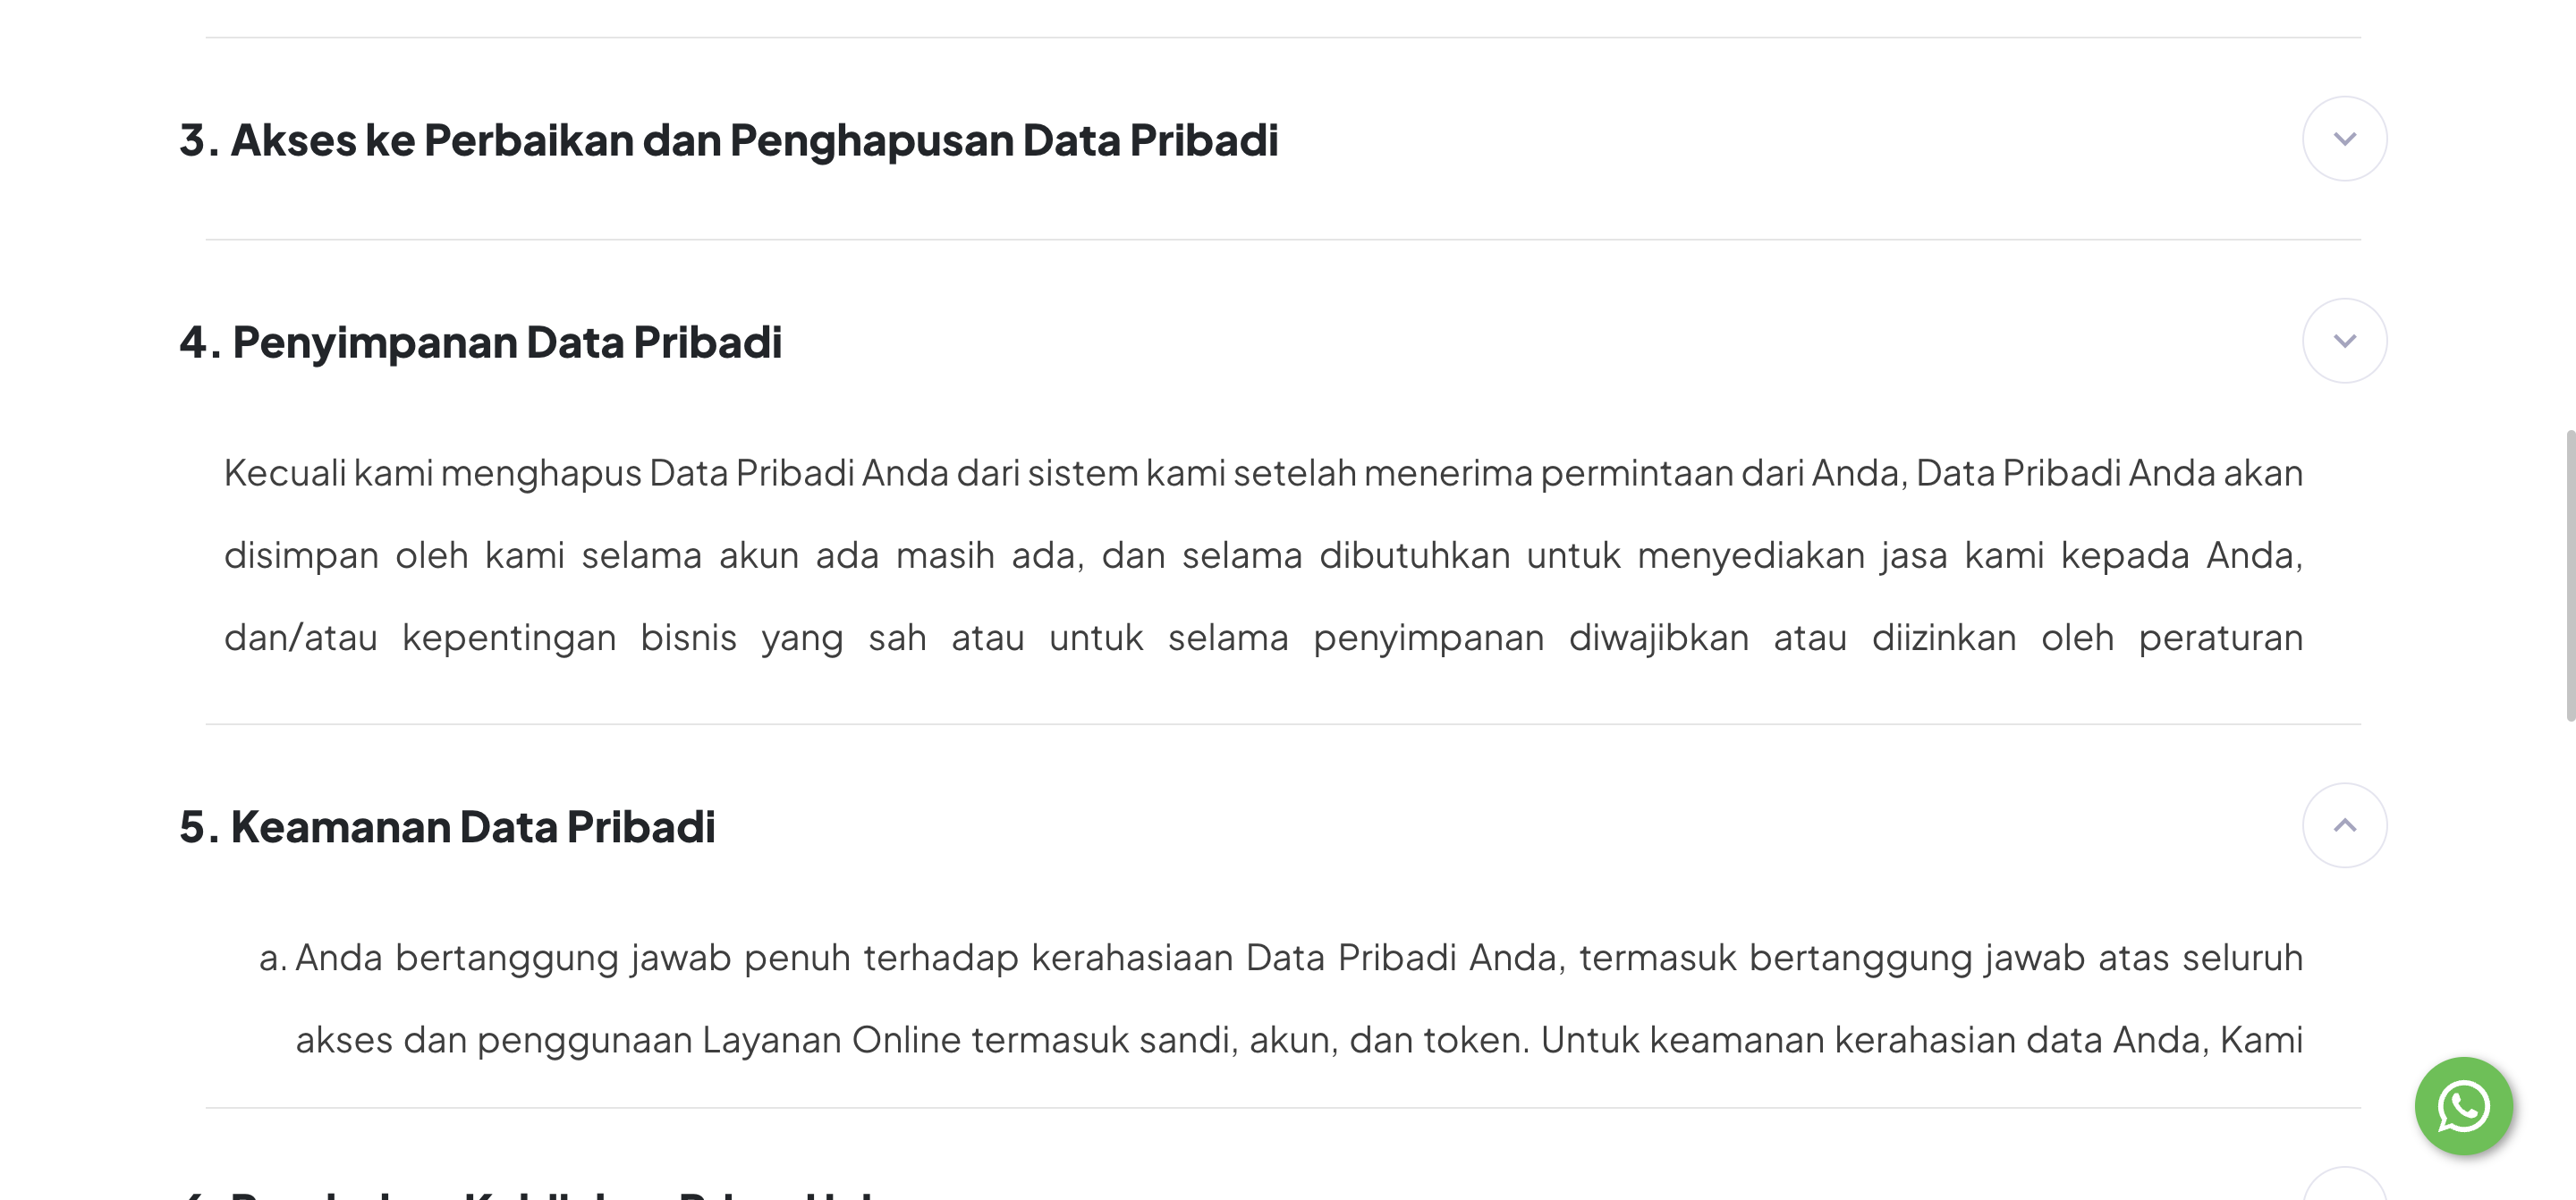 3. Akses ke Perbaikan dan Penghapusan Data Pribadi
4. Penyimpanan Data Pribadi
Kecuali kami menghapus Data Pribadi Anda dari sistem kami setelah menerima permintaan dari Anda, Data Pribadi Anda akan
disimpan oleh kami selama akun ada masih ada, dan selama dibutuhkan untuk menyediakan jasa kami kepada Anda,
dan/atau kepentingan bisnis yang sah atau untuk selama penyimpanan diwajibkan atau diizinkan oleh peraturan
5. Keamanan Data Pribadi
a. Anda bertanggung jawab penuh terhadap kerahasiaan Data Pribadi Anda, termasuk bertanggung jawab atas seluruh
akses dan penggunaan Layanan Online termasuk sandi, akun, dan token. Untuk keamanan kerahasian data Anda, Kami